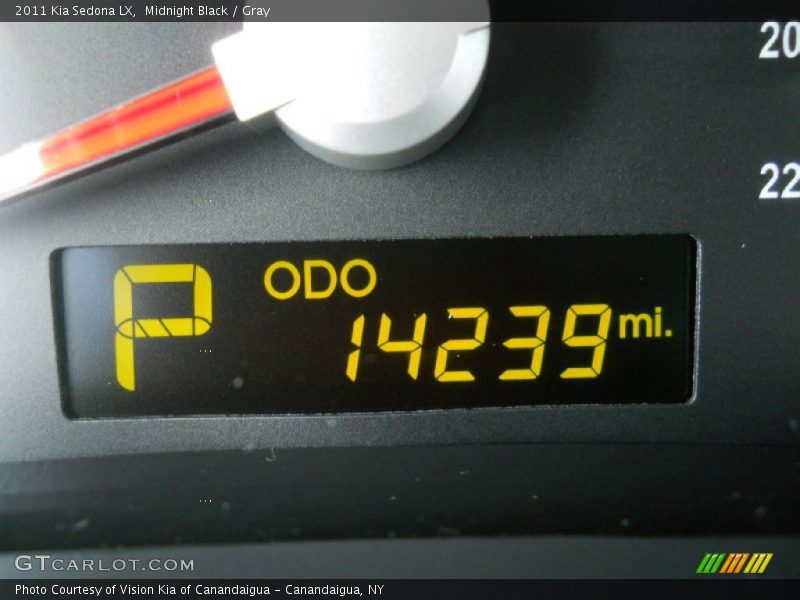 2011 Kia Sedona LX,  Midnight Black / Gray
20
22
P
ODO
14239 mi.
GTCARLOT.COM
Photo Courtesy of Vision Kia of Canandaigua - Canandaigua, NY